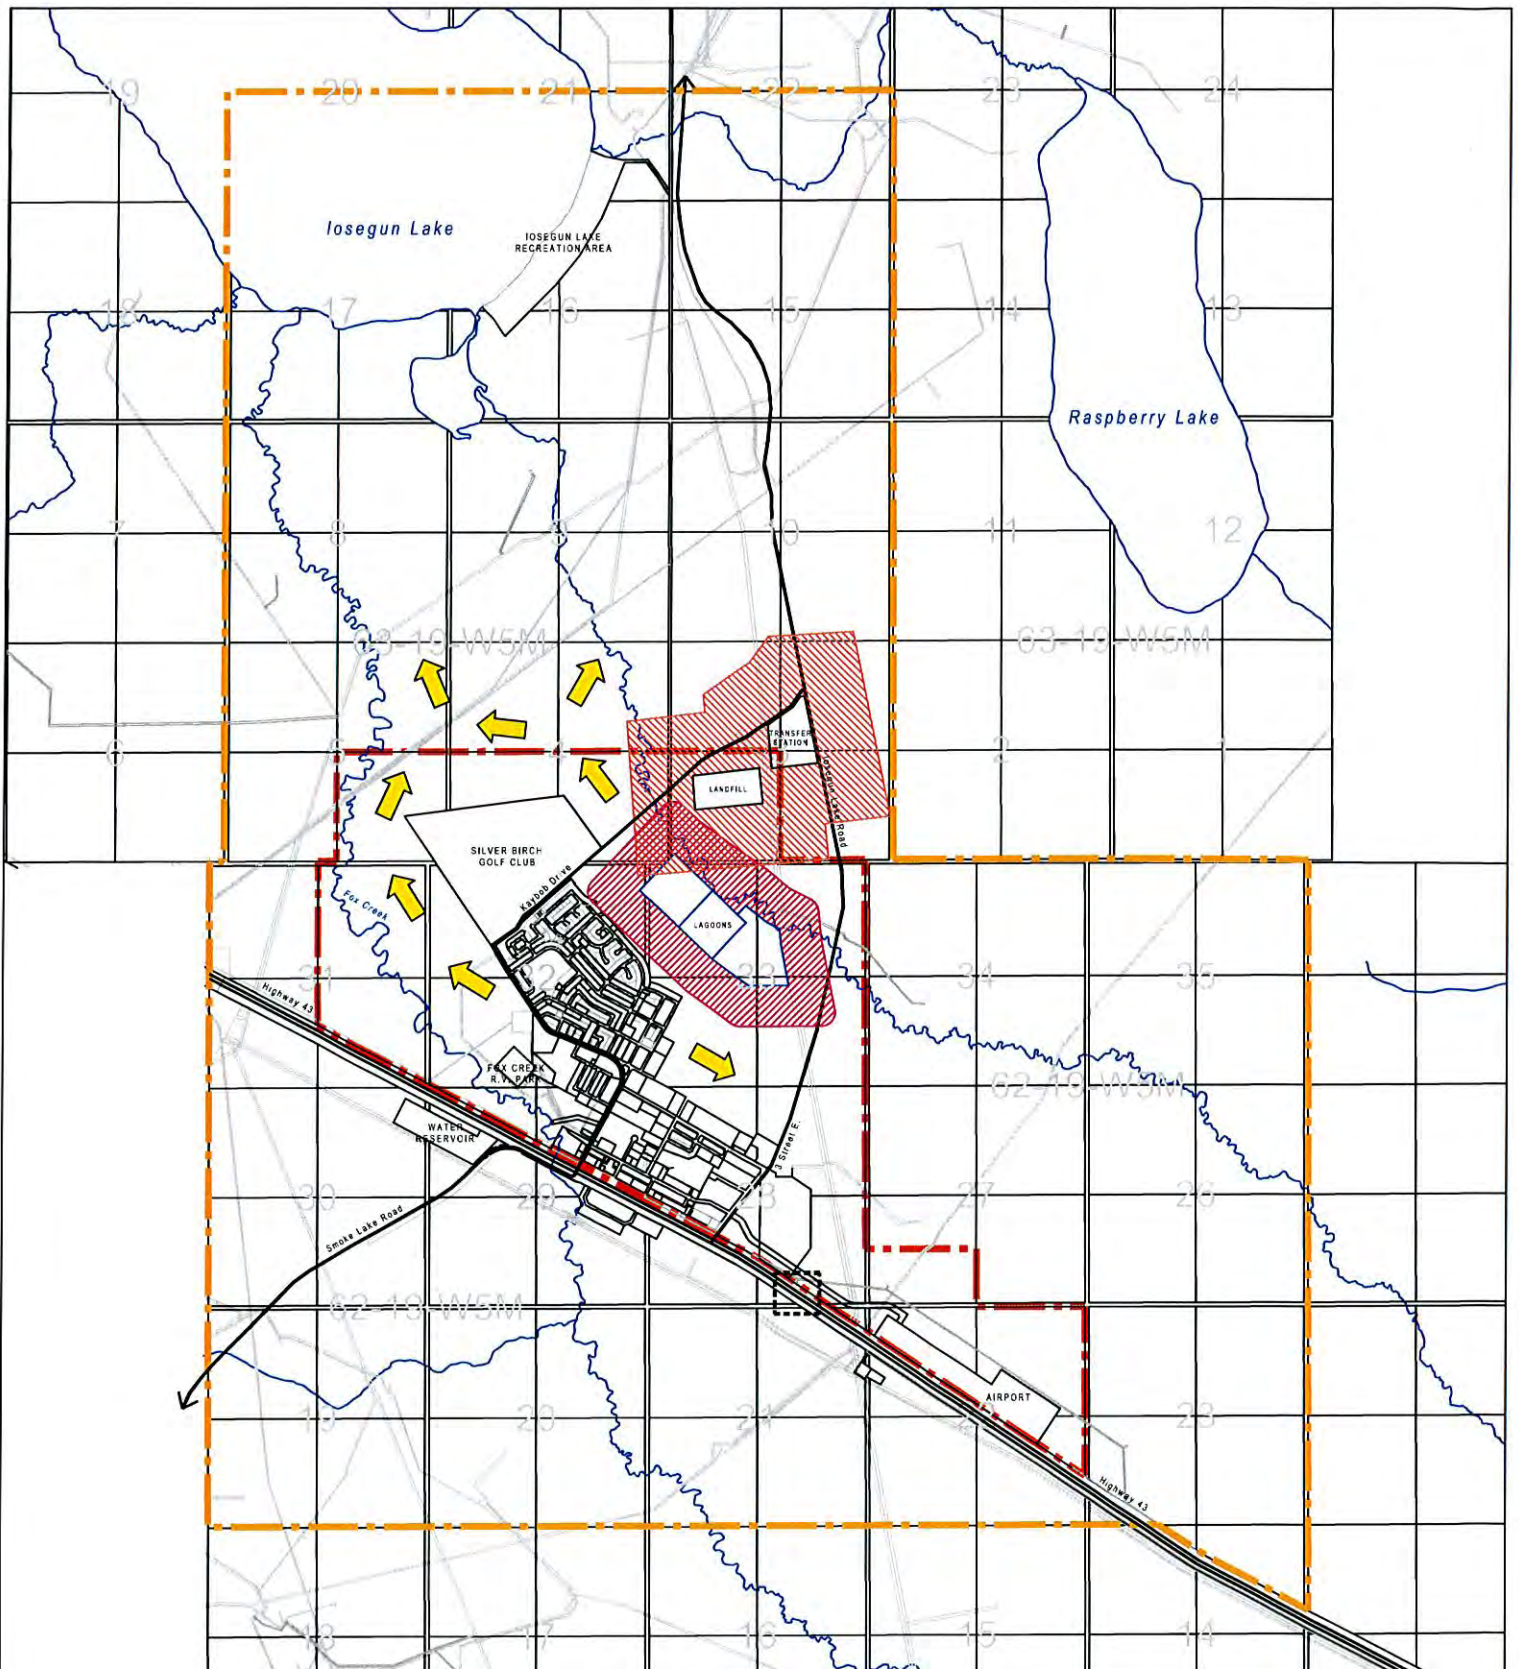 19
20
21
22
23
24
Iosegun Lake
IOSEGUN LAKE
RECREATION AREA
18
17
16
15
14
13
Raspberry Lake
7
8
9
10
11
12
63-19-W5M
63-19-W5M
TRANSFER
STATION
6
5
4
2
1
LANDFILL
Iosegun Lake Road
SILVER BIRCH
GOLF CLUB
Kaybob Drive
Fox Creek
LAGOONS
31
32
33
34
35
Highway 43
FOX CREEK
R.V. PARK
62-19-W5M
WATER
RESERVOIR
3 Street E.
30
29
28
27
26
Smoke Lake Road
62-19-W5M
AIRPORT
19
20
21
23
Highway 43
18
17
16
15
14